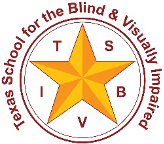 Texas School for the Blind & Visually Impaired
T S
I B
V